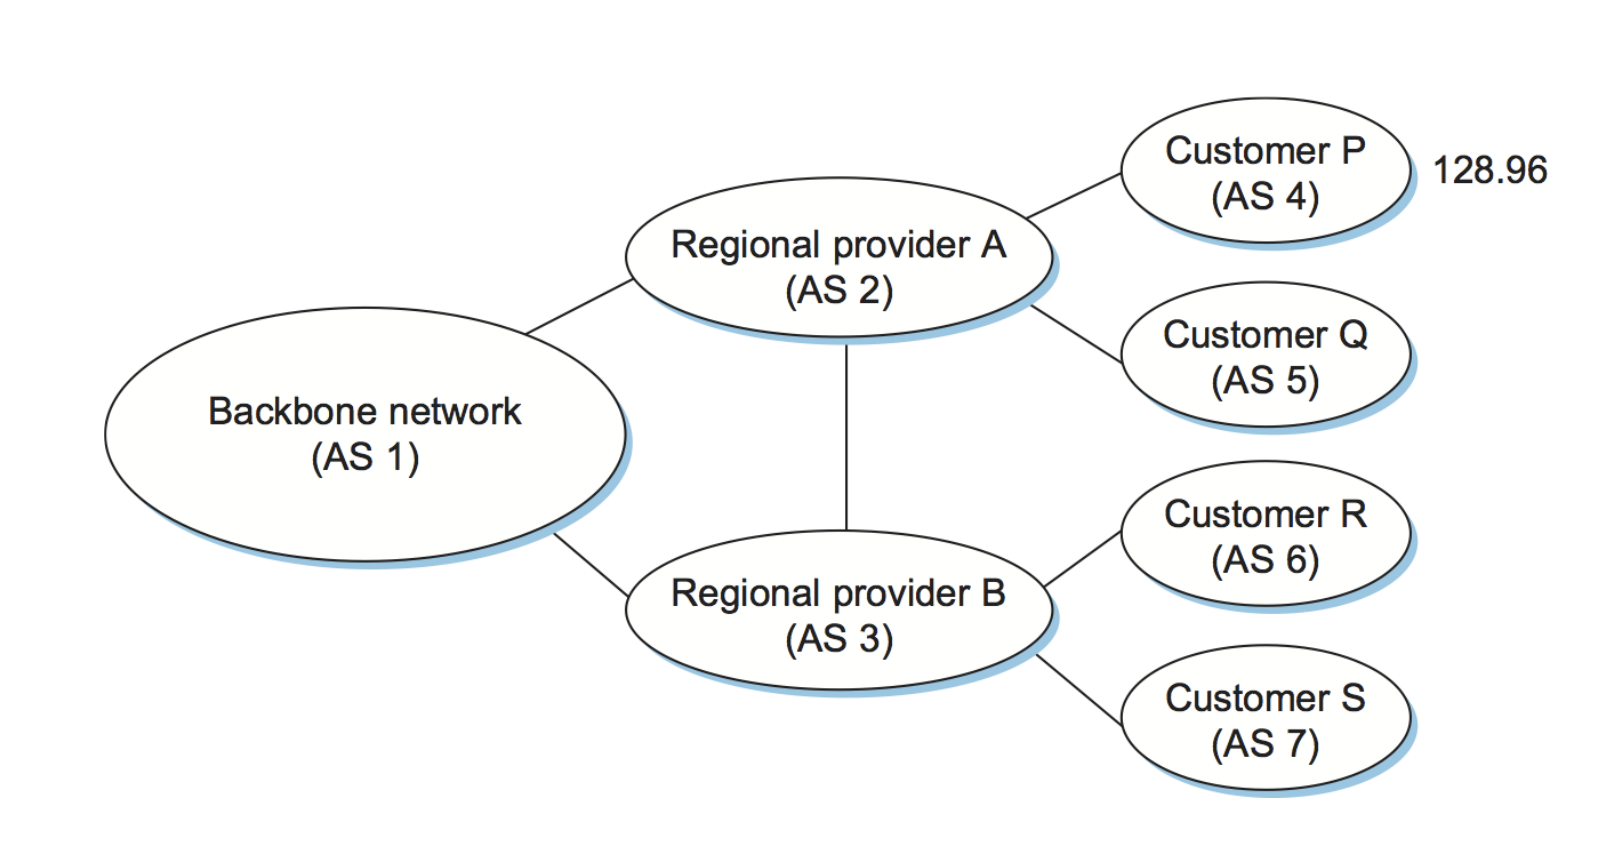 Customer P
(AS 4)
128.96
Regional provider A
(AS 2)
Customer Q
(AS 5)
Backbone network
(AS 1)
Customer R
(AS 6)
Regional provider B
(AS 3)
Customer S
(AS 7)